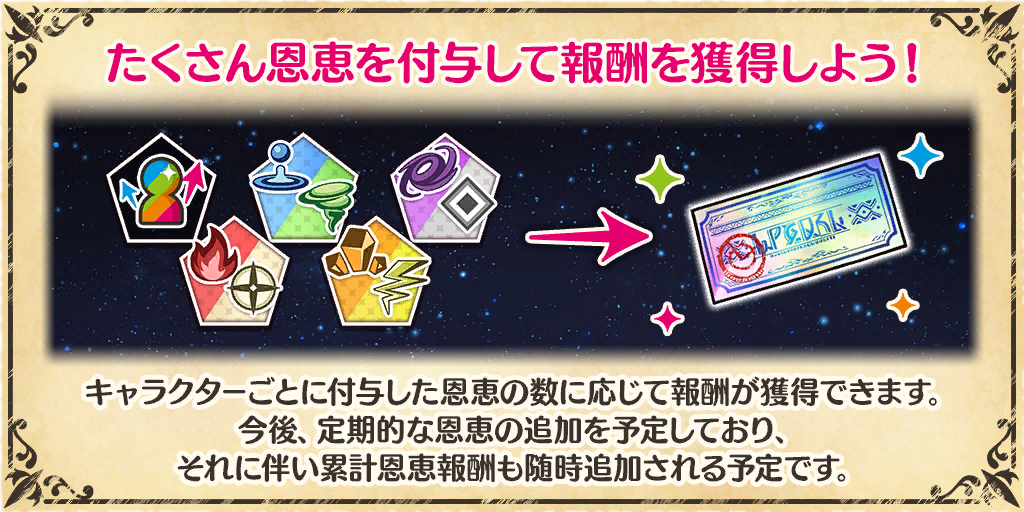 たくさん恩恵を付与して報酬を獲得しよう！
キャラクターごとに付与した恩恵の数に応じて報酬が獲得できます。
今後、定期的な恩恵の追加を予定しており、
それに伴い累計恩恵報酬も随時追加される予定です。